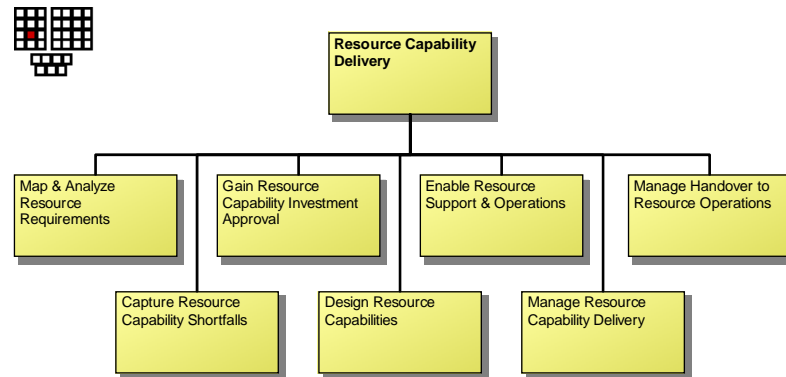 Resource Capability
Delivery
Map & Analyze
Resource
Requirements
Gain Resource
Capability Investment
Approval
Enable Resource
Support & Operations
Manage Handover to
Resource Operations
Capture Resource
Capability Shortfalls
Design Resource
Capabilities
Manage Resource
Capability Delivery